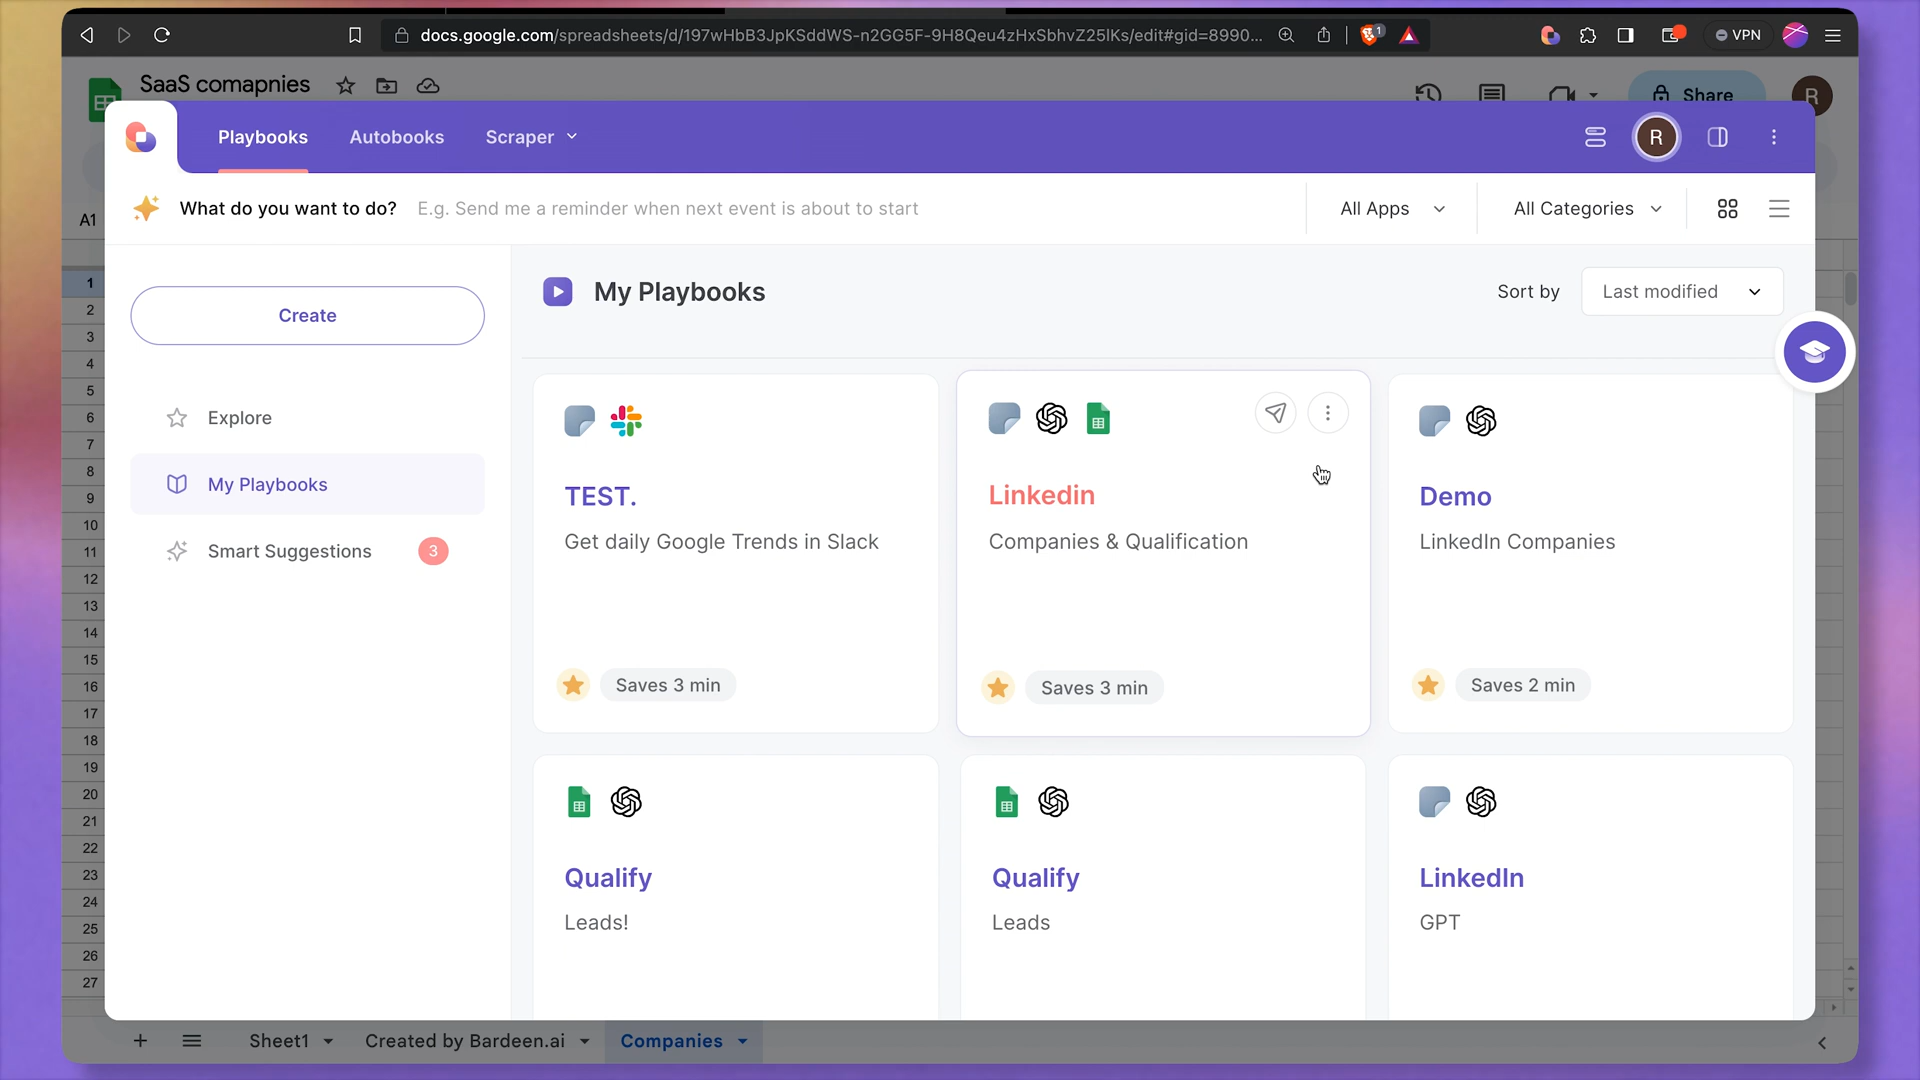 docs.google.com/spreadsheets/d/197wHbB3JpKSddWS-n2GG5F-9H8Qeu4zHxSbhvZ25lKs/edit#gid=8990...
1
VPN
SaaS comapnies
Share
R
Playbooks
Autobooks
Scraper
R
What do you want to do?
E.g. Send me a reminder when next event is about to start
All Apps
All Categories
A1
Create
My Playbooks
Sort by
Last modified
Explore
My Playbooks
Smart Suggestions
3
TEST.
Get daily Google Trends in Slack
Saves 3 min
Linkedin
Companies & Qualification
Saves 3 min
Demo
LinkedIn Companies
Saves 2 min
Qualify
Leads!
Qualify
Leads
LinkedIn
GPT
1
2
3
4
5
6
7
8
9
10
11
12
13
14
15
16
17
18
19
20
21
22
23
24
25
26
27
Sheet1
Created by Bardeen.ai
Companies